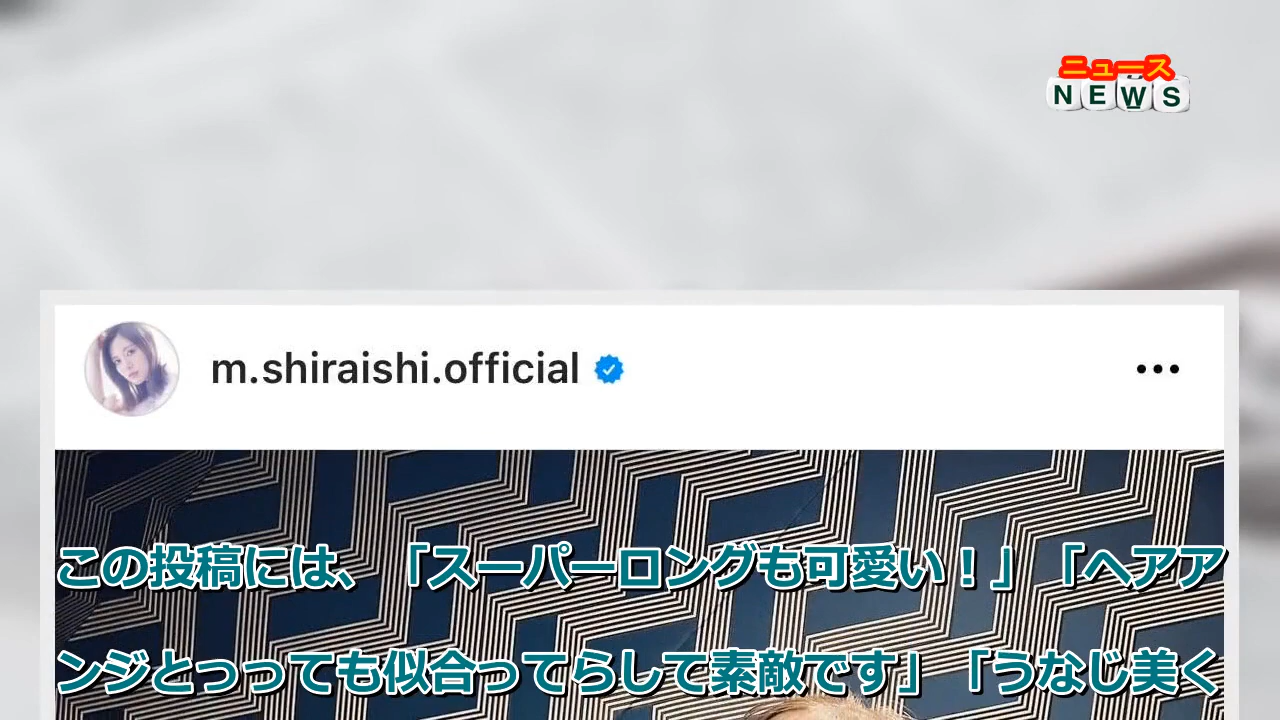 ニュース
NEWS
m.shiraishi.official
この投稿には、「スーパーロングも可愛い！」「ヘアア
ンジとっっても似合ってらして素敵です」「うなじ美く